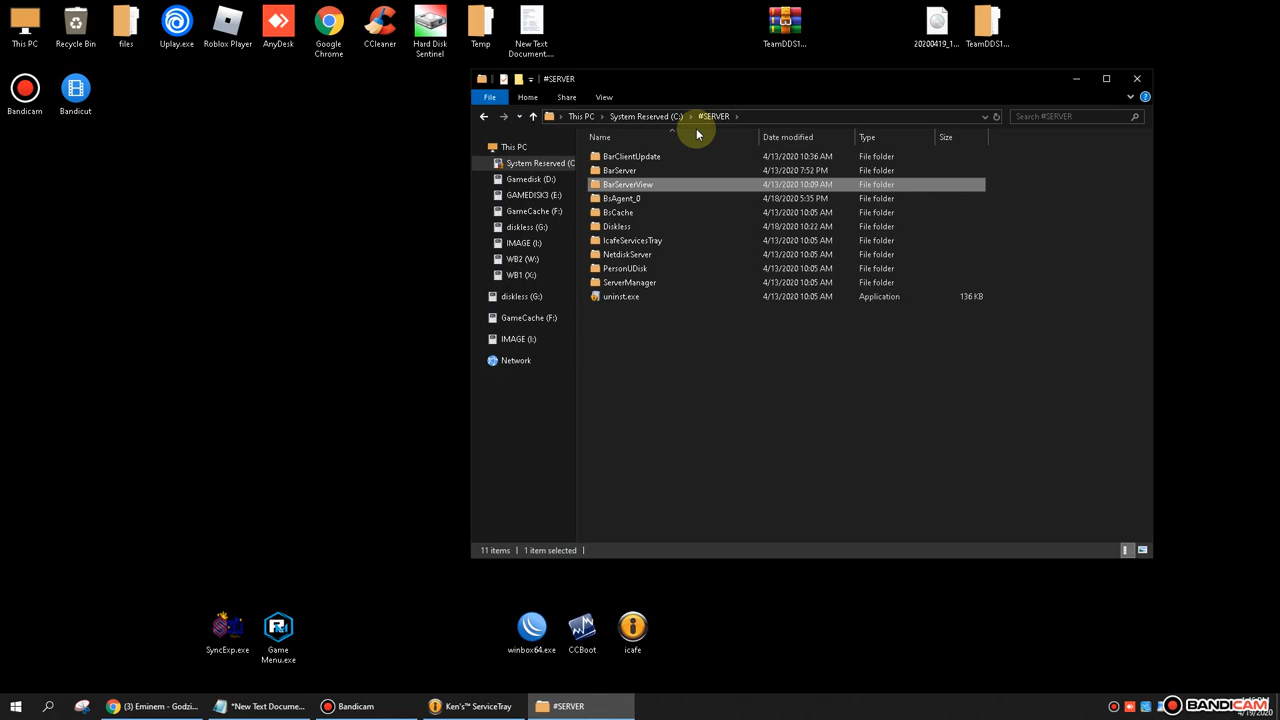 This PC
Recycle Bin
files
Uplay.exe
Roblox Player
AnyDesk
Google
Chrome
CCleaner
Hard Disk
Sentinel
Temp
New Text
Document....
TeamDDS1...
20200419_1...
TeamDDS1...
Bandicam
Bandicut
#SERVER
File
Home
Share
View
This PC
System Reserved (C:)
#SERVER
Search #SERVER
Name
Date modified
Type
Size
This PC
System Reserved (C
Gamedisk (D:)
GAMEDISK3 (E:)
GameCache (F:)
diskless (G:)
IMAGE (I:)
WB2 (W:)
WB1 (X:)
diskless (G:)
GameCache (F:)
IMAGE (I:)
Network
BarClientUpdate 4/13/2020 10:36 AM File folder
BarServer 4/13/2020 7:52 PM File folder
BarServerView 4/13/2020 10:09 AM File folder
BsAgent_0 4/18/2020 5:35 PM File folder
BsCache 4/13/2020 10:05 AM File folder
Diskless 4/18/2020 10:22 AM File folder
IcafeServicesTray 4/13/2020 10:05 AM File folder
NetdiskServer 4/13/2020 10:05 AM File folder
PersonUDisk 4/13/2020 10:05 AM File folder
ServerManager 4/13/2020 10:05 AM File folder
uninst.exe 4/13/2020 10:05 AM Application 136 KB
11 items
1 item selected
SyncExp.exe
Game
Menu.exe
winbox64.exe
CCBoot
icafe
(3) Eminem - Godzi...
*New Text Docume...
Bandicam
Ken's™ ServiceTray
#SERVER
4/19/2020
BANDICAM